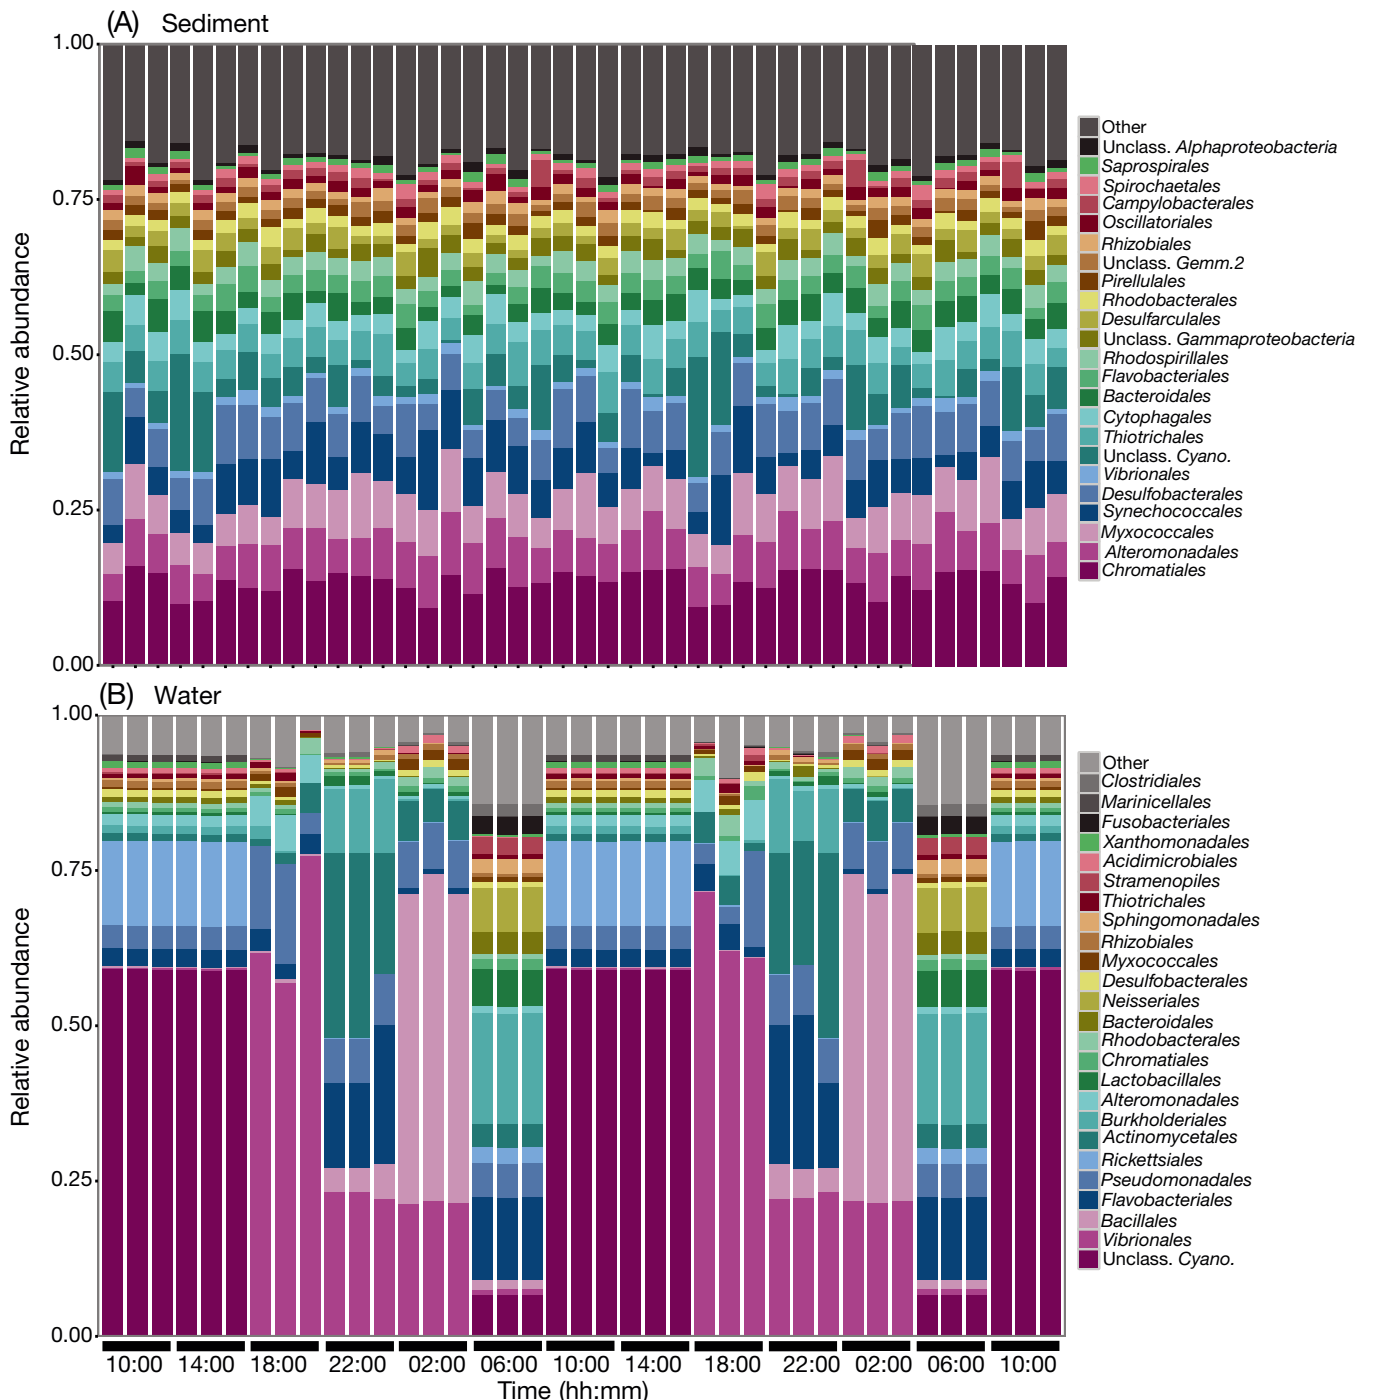 (A) Sediment
1.00
0.75
0.50
0.25
0.00
Relative abundance
Other
Unclass. Alphaproteobacteria
Saprospirales
Spirochaetales
Campylobacterales
Oscillatoriales
Rhizobiales
Unclass. Gemm.2
Pirellulales
Rhodobacterales
Desulfarculales
Unclass. Gammaproteobacteria
Rhodospirillales
Flavobacteriales
Bacteroidales
Cytophagales
Thiotrichales
Unclass. Cyano.
Vibrionales
Desulfobacterales
Synechococcales
Myxococcales
Alteromonadales
Chromatiales
(B) Water
1.00
0.75
0.50
0.25
0.00
Relative abundance
Other
Clostridiales
Marinicellales
Fusobacteriales
Xanthomonadales
Acidimicrobiales
Stramenopiles
Thiotrichales
Sphingomonadales
Rhizobiales
Myxococcales
Desulfobacterales
Neisseriales
Bacteroidales
Rhodobacterales
Chromatiales
Lactobacillales
Alteromonadales
Burkholderiales
Actinomycetales
Rickettsiales
Pseudomonadales
Flavobacteriales
Bacillales
Vibrionales
Unclass. Cyano.
10:00 14:00 18:00 22:00 02:00 06:00 10:00 14:00 18:00 22:00 02:00 06:00 10:00
Time (hh:mm)